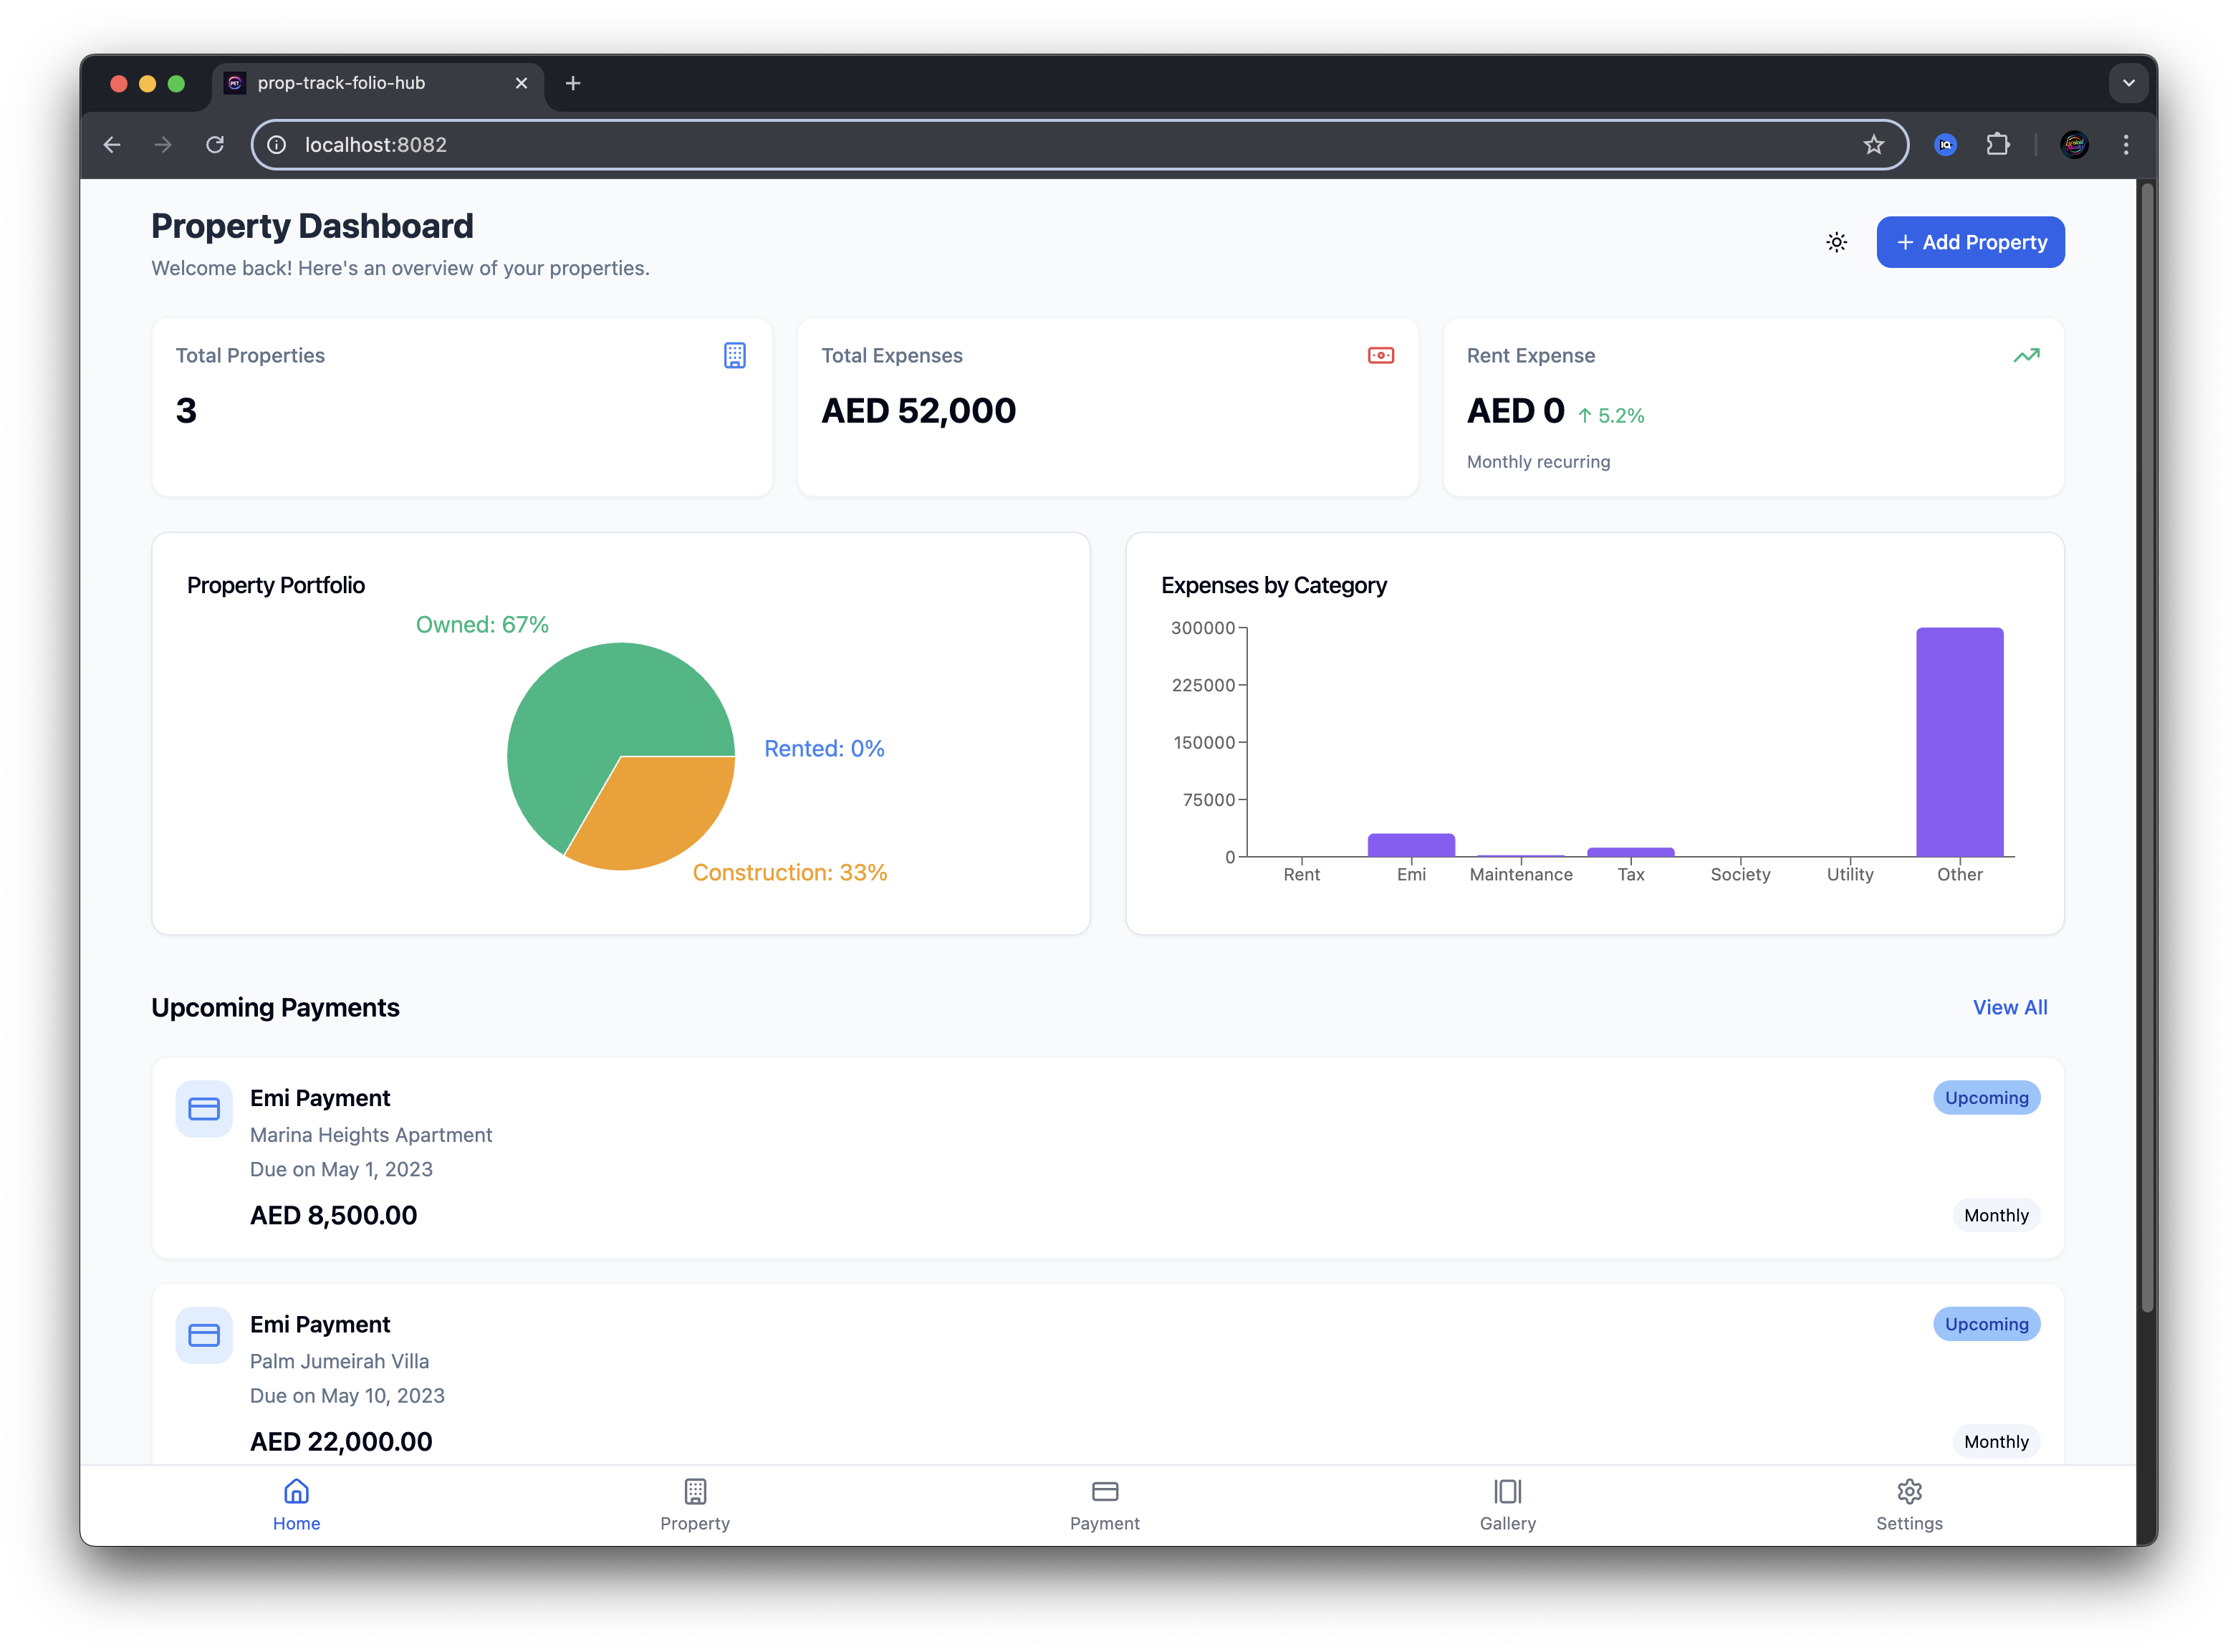 prop-track-folio-hub
localhost:8082
Property Dashboard
Welcome back! Here's an overview of your properties.
+ Add Property
Total Properties
3
Total Expenses
AED 52,000
Rent Expense
AED 0 ↑ 5.2%
Monthly recurring
Property Portfolio
Owned: 67%
Rented: 0%
Construction: 33%
Expenses by Category
300000
225000
150000
75000
0
Rent Emi Maintenance Tax Society Utility Other
Upcoming Payments
View All
Emi Payment
Upcoming
Marina Heights Apartment
Due on May 1, 2023
AED 8,500.00
Monthly
Emi Payment
Upcoming
Palm Jumeirah Villa
Due on May 10, 2023
AED 22,000.00
Monthly
Home Property Payment Gallery Settings